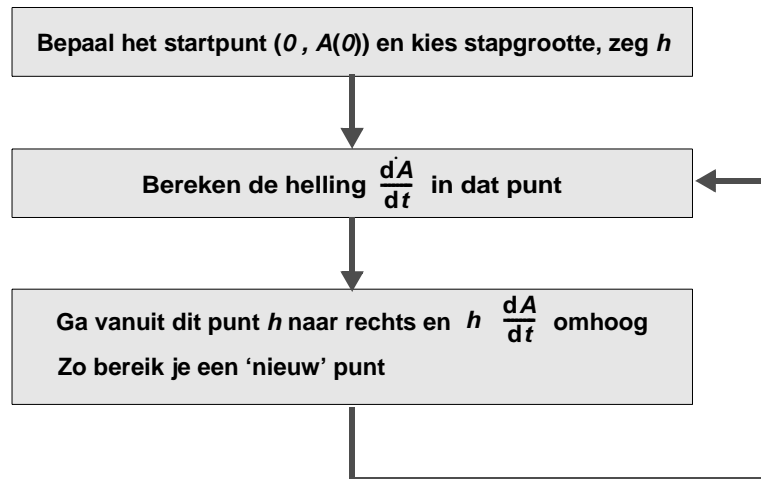 Bepaal het startpunt (0 , A(0)) en kies stapgrootte, zeg h
Bereken de helling dA/dt in dat punt
Ga vanuit dit punt h naar rechts en h dA/dt omhoog
Zo bereik je een ‘nieuw’ punt